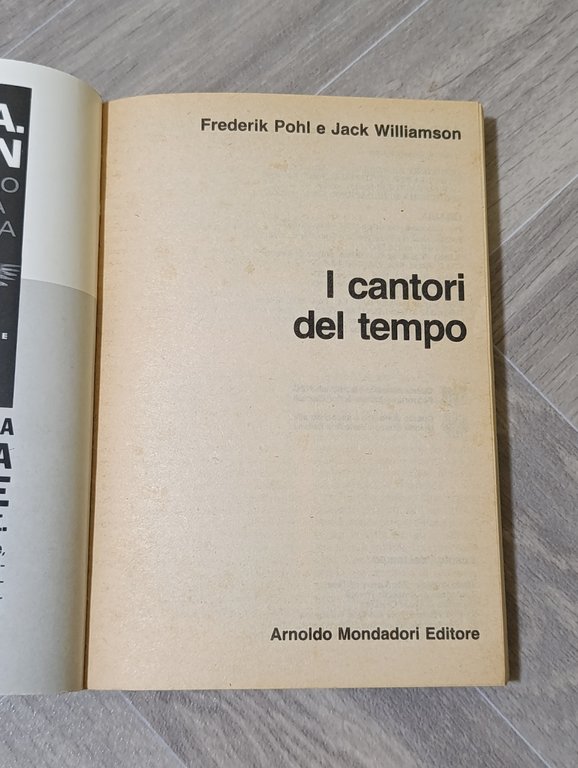 A.
N
O
A
A
E
A
A
E
E.
Frederik Pohl e Jack Williamson
I cantori
del tempo
Arnoldo Mondadori Editore